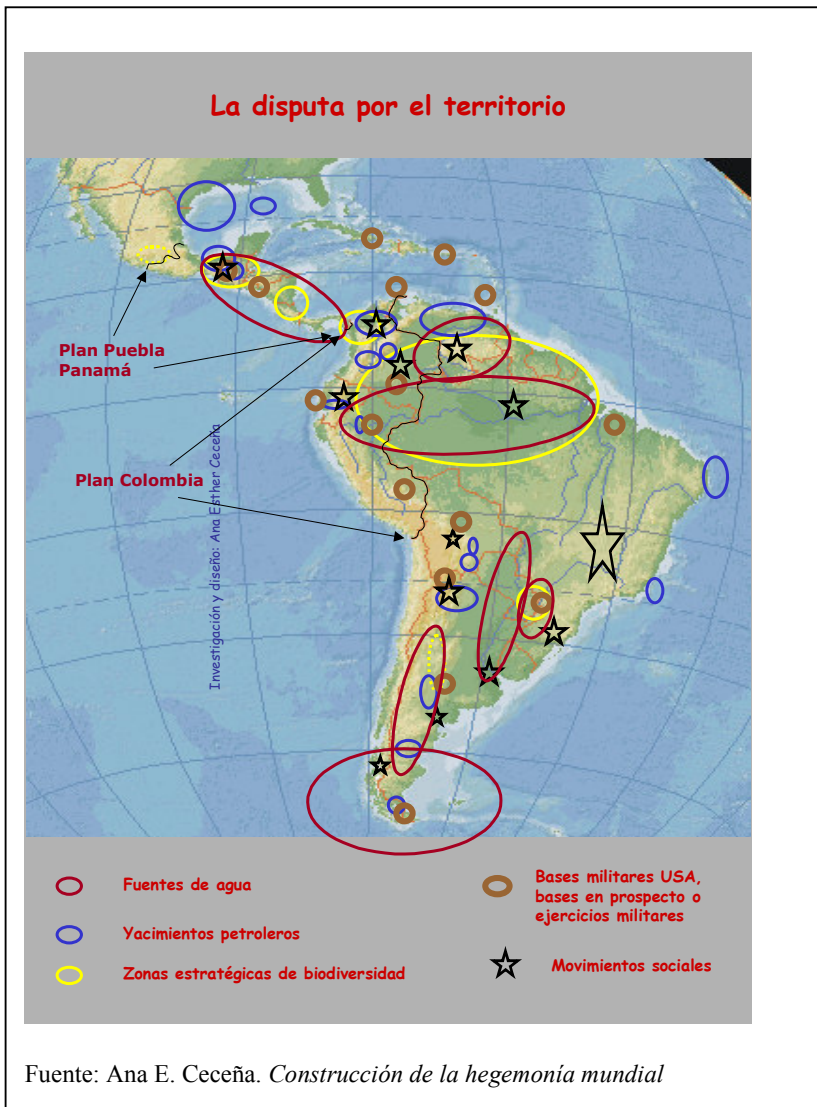 La disputa por el territorio
Plan Puebla
Panamá
Plan Colombia
Investigación y diseño: Ana Esther Ceceña
Fuentes de agua
Yacimientos petroleros
Zonas estratégicas de biodiversidad
Bases militares USA,
bases en prospecto o
ejercicios militares
Movimientos sociales
Fuente: Ana E. Ceceña. Construcción de la hegemonía mundial